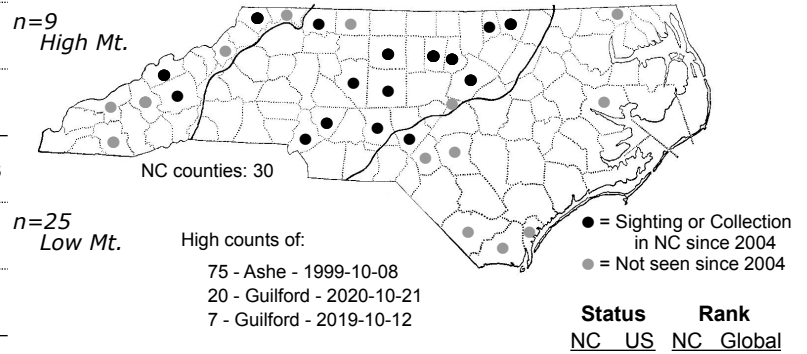 n=9
High Mt.
NC counties: 30
n=25
Low Mt.
High counts of:
75 - Ashe - 1999-10-08
20 - Guilford - 2020-10-21
7 - Guilford - 2019-10-12
= Sighting or Collection
in NC since 2004
= Not seen since 2004
Status Rank
NC US NC Global